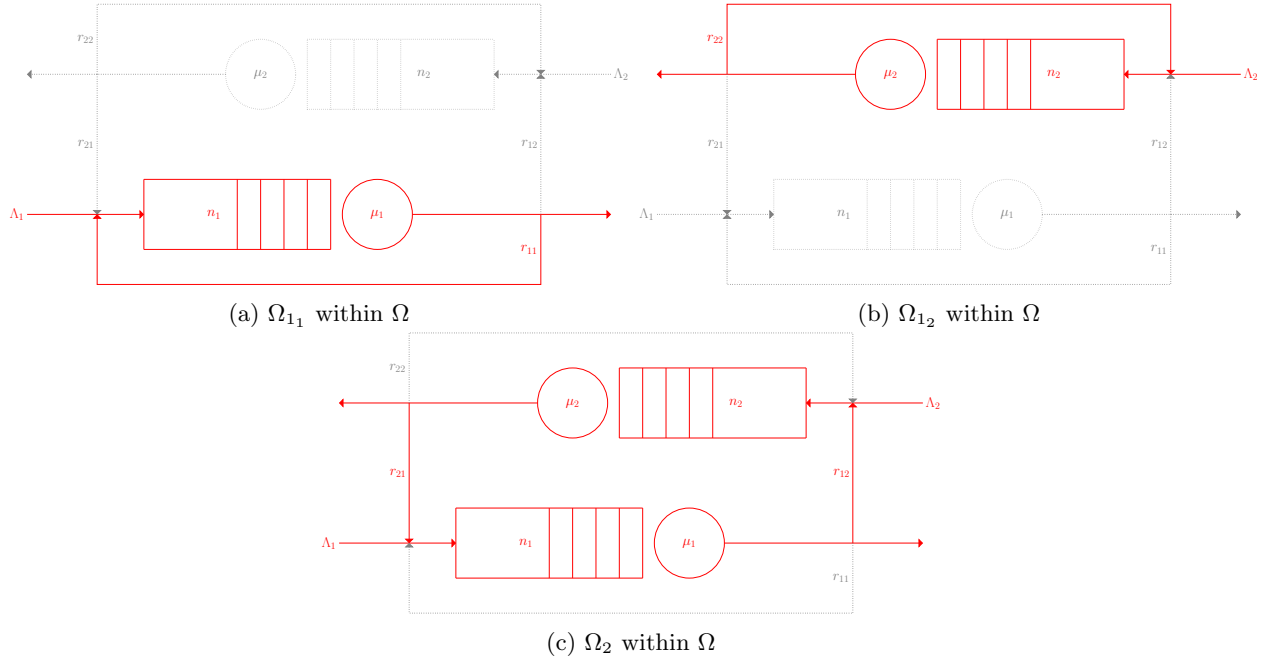 r₂₂
μ₂ n₂ Λ₂
r₂₁ r₁₂
Λ₁ n₁ μ₁
r₁₁
(a) Ω₁₁ within Ω
r₂₂
μ₂ n₂ Λ₂
r₂₁ r₁₂
Λ₁ n₁ μ₁
r₁₁
(b) Ω₁₂ within Ω
r₂₂
μ₂ n₂ Λ₂
r₂₁ r₁₂
Λ₁ n₁ μ₁
r₁₁
(c) Ω₂ within Ω